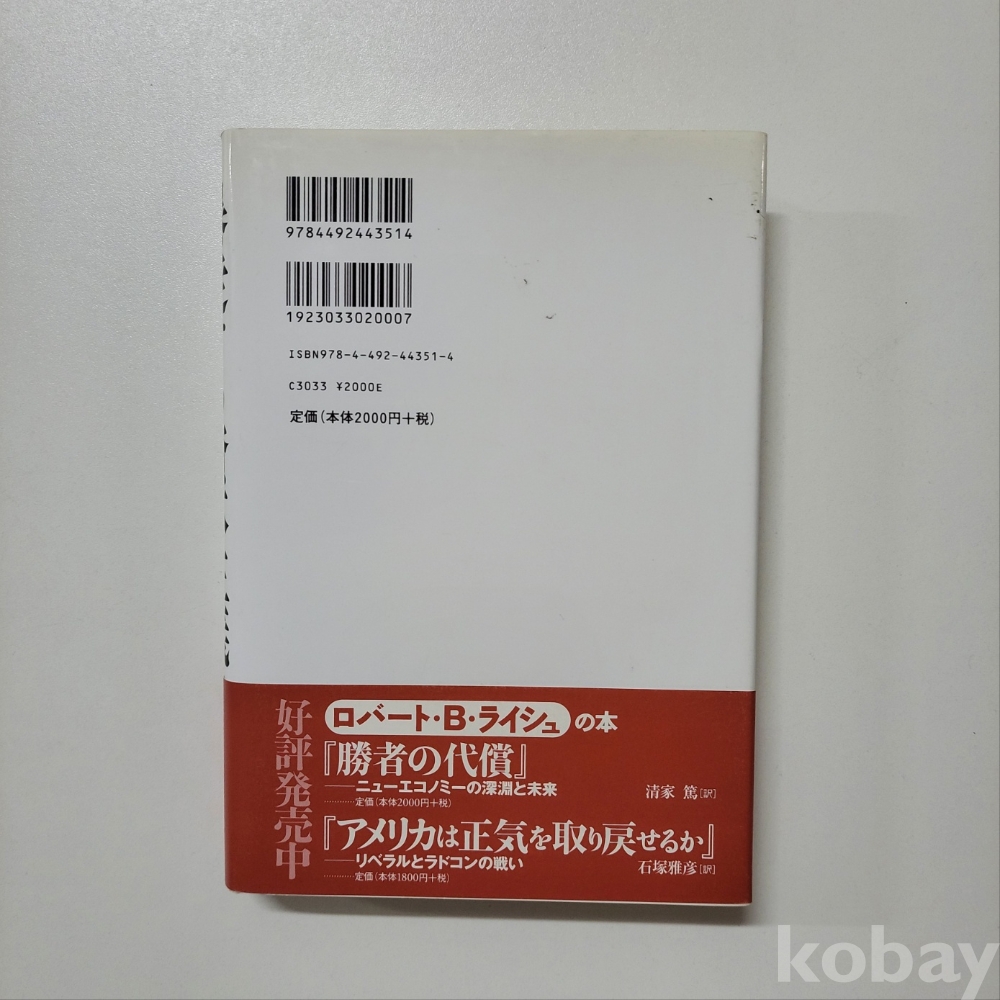 9784492443514
1923033020007
ISBN978-4-492-44351-4
C3033 ¥2000E
定価(本体2000円+税)
好評発売中
ロバート・B・ライシュの本
『勝者の代償』
——ニューエコノミーの深淵と未来
清家 篤[訳]
…………定価(本体2000円+税)
『アメリカは正気を取り戻せるか』
——リベラルとラドコンの戦い
石塚雅彦[訳]
…………定価(本体1800円+税)
kobay